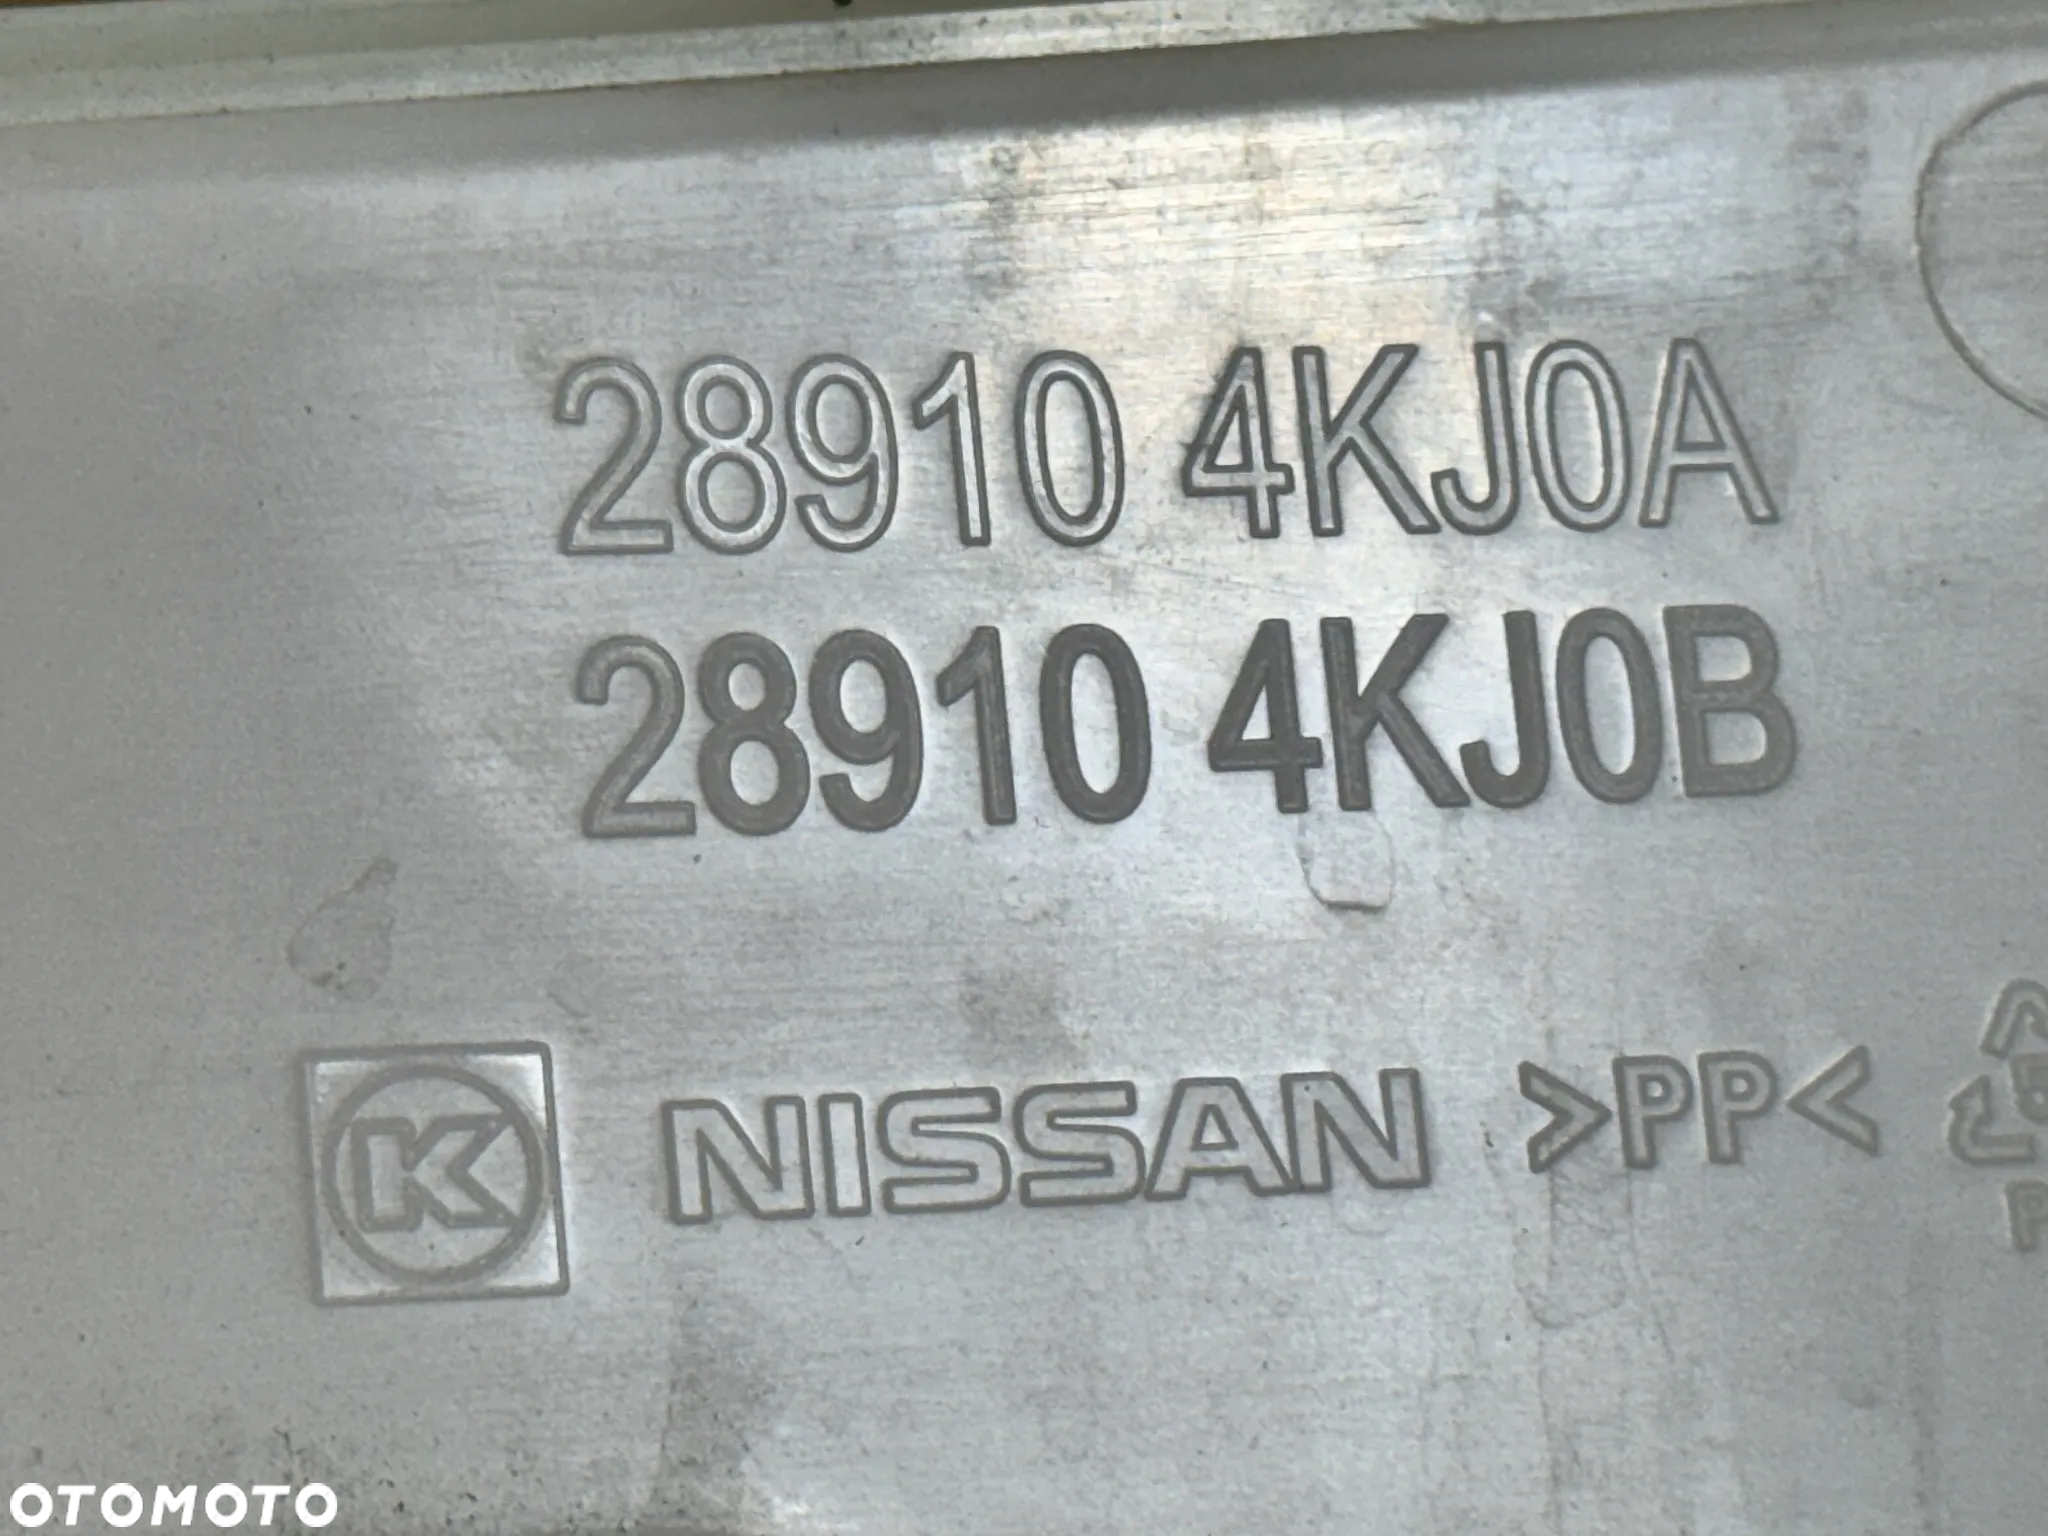 28910 4KJ0A
28910 4KJ0B
K NISSAN >PP<
OTOMOTO